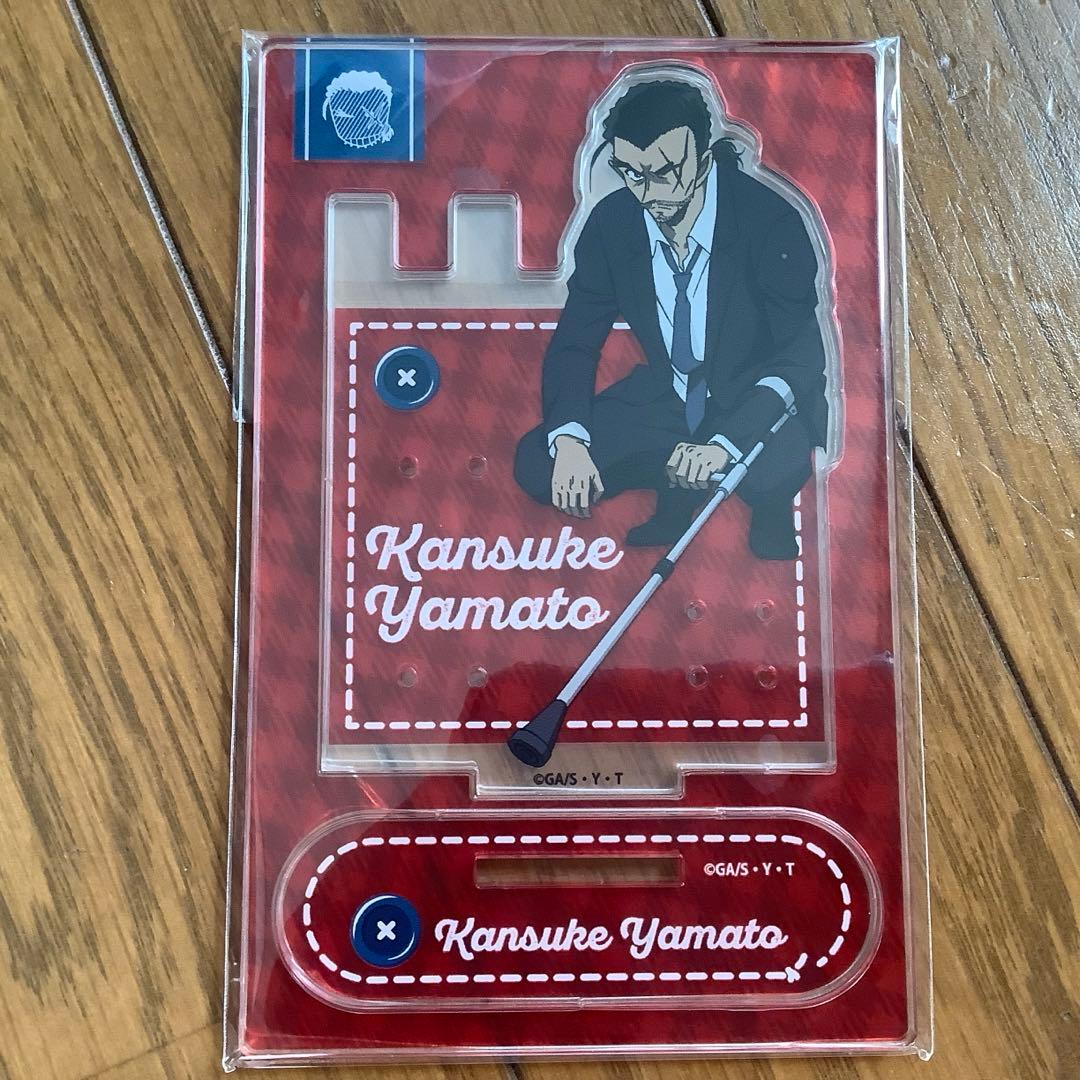 Kansuke
Yamato
©GA/S・Y・T
©GA/S・Y・T
Kansuke Yamato